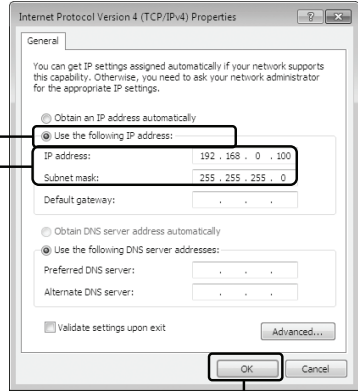 Internet Protocol Version 4 (TCP/IPv4) Properties
General
You can get IP settings assigned automatically if your network supports
this capability. Otherwise, you need to ask your network administrator
for the appropriate IP settings.
Obtain an IP address automatically
Use the following IP address:
IP address: 192 . 168 . 0 . 100
Subnet mask: 255 . 255 . 255 . 0
Default gateway: . . .
Obtain DNS server address automatically
Use the following DNS server addresses:
Preferred DNS server: . . .
Alternate DNS server: . . .
Validate settings upon exit
Advanced...
OK Cancel